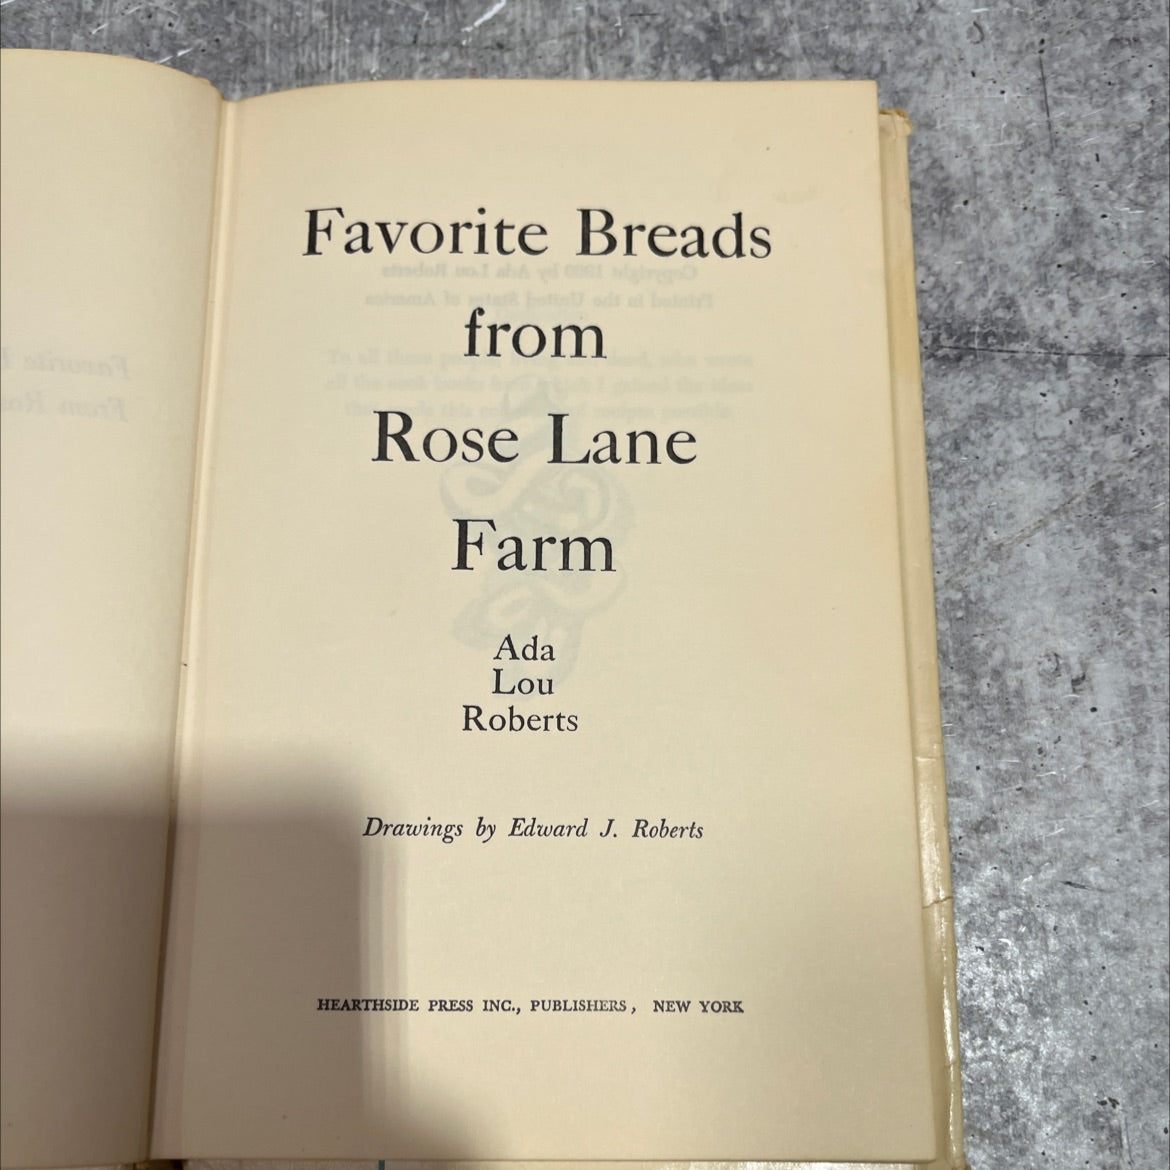 Favorite Breads
from
Rose Lane
Farm
Ada
Lou
Roberts
Drawings by Edward J. Roberts
HEARTHSIDE PRESS INC., PUBLISHERS, NEW YORK